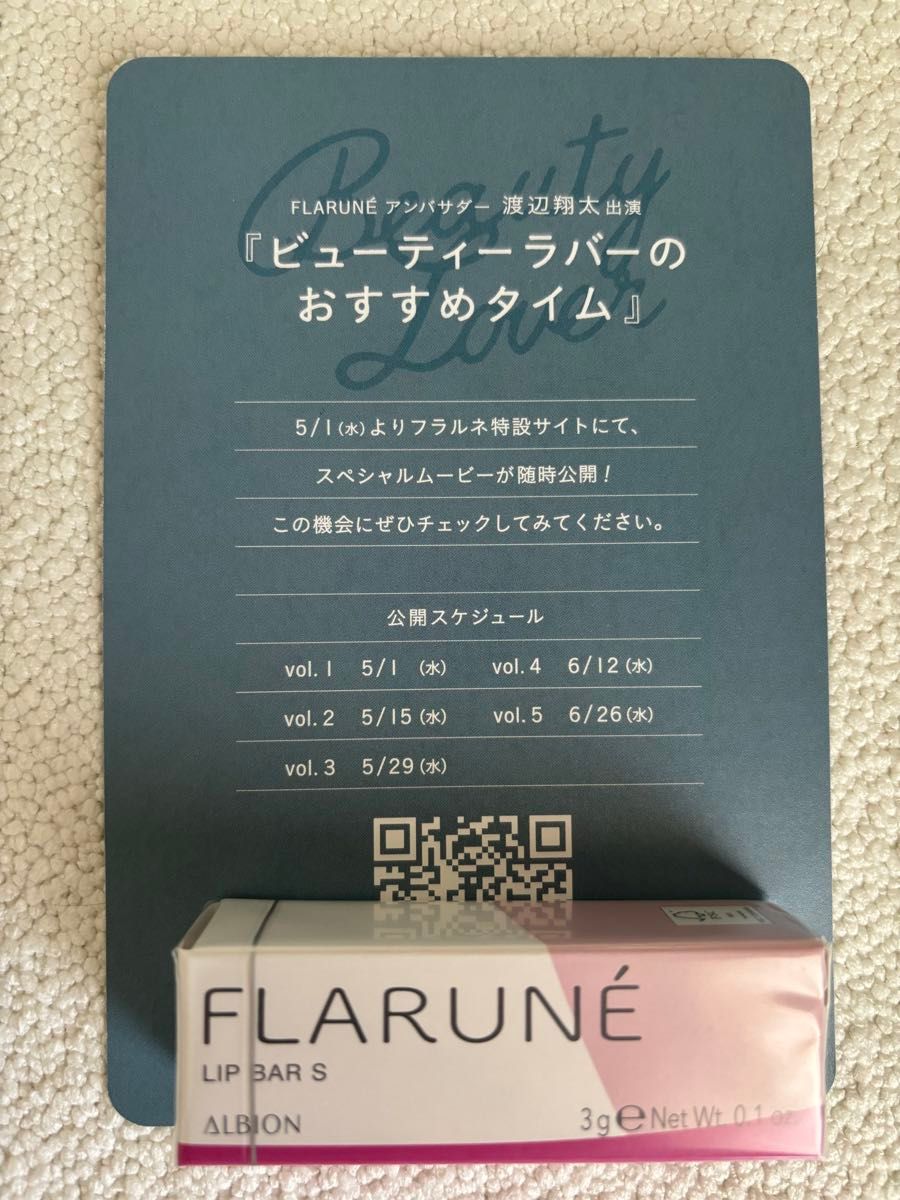 Beauty
Lover
FLARUNÉ アンバサダー 渡辺翔太出演
『ビューティーラバーの
おすすめタイム』
5/1(水)よりフラルネ特設サイトにて、
スペシャルムービーが随時公開！
この機会にぜひチェックしてみてください。
公開スケジュール
vol.1 5/1 (水) vol.4 6/12(水)
vol.2 5/15(水) vol.5 6/26(水)
vol.3 5/29(水)
FLARUNÉ
LIP BAR S
ALBION
3g℮Net Wt. 0.1 oz.